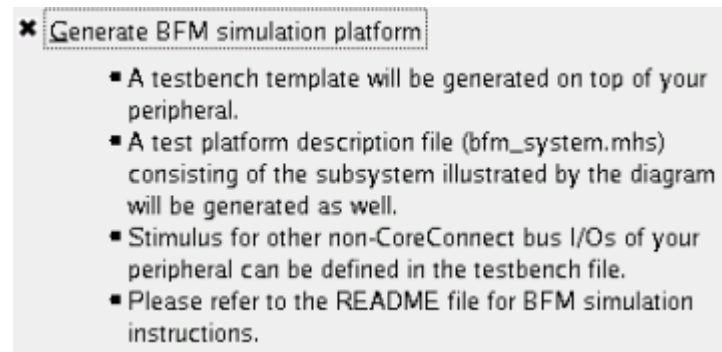 Generate BFM simulation platform
A testbench template will be generated on top of your
peripheral.
A test platform description file (bfm_system.mhs)
consisting of the subsystem illustrated by the diagram
will be generated as well.
Stimulus for other non-CoreConnect bus I/Os of your
peripheral can be defined in the testbench file.
Please refer to the README file for BFM simulation
instructions.